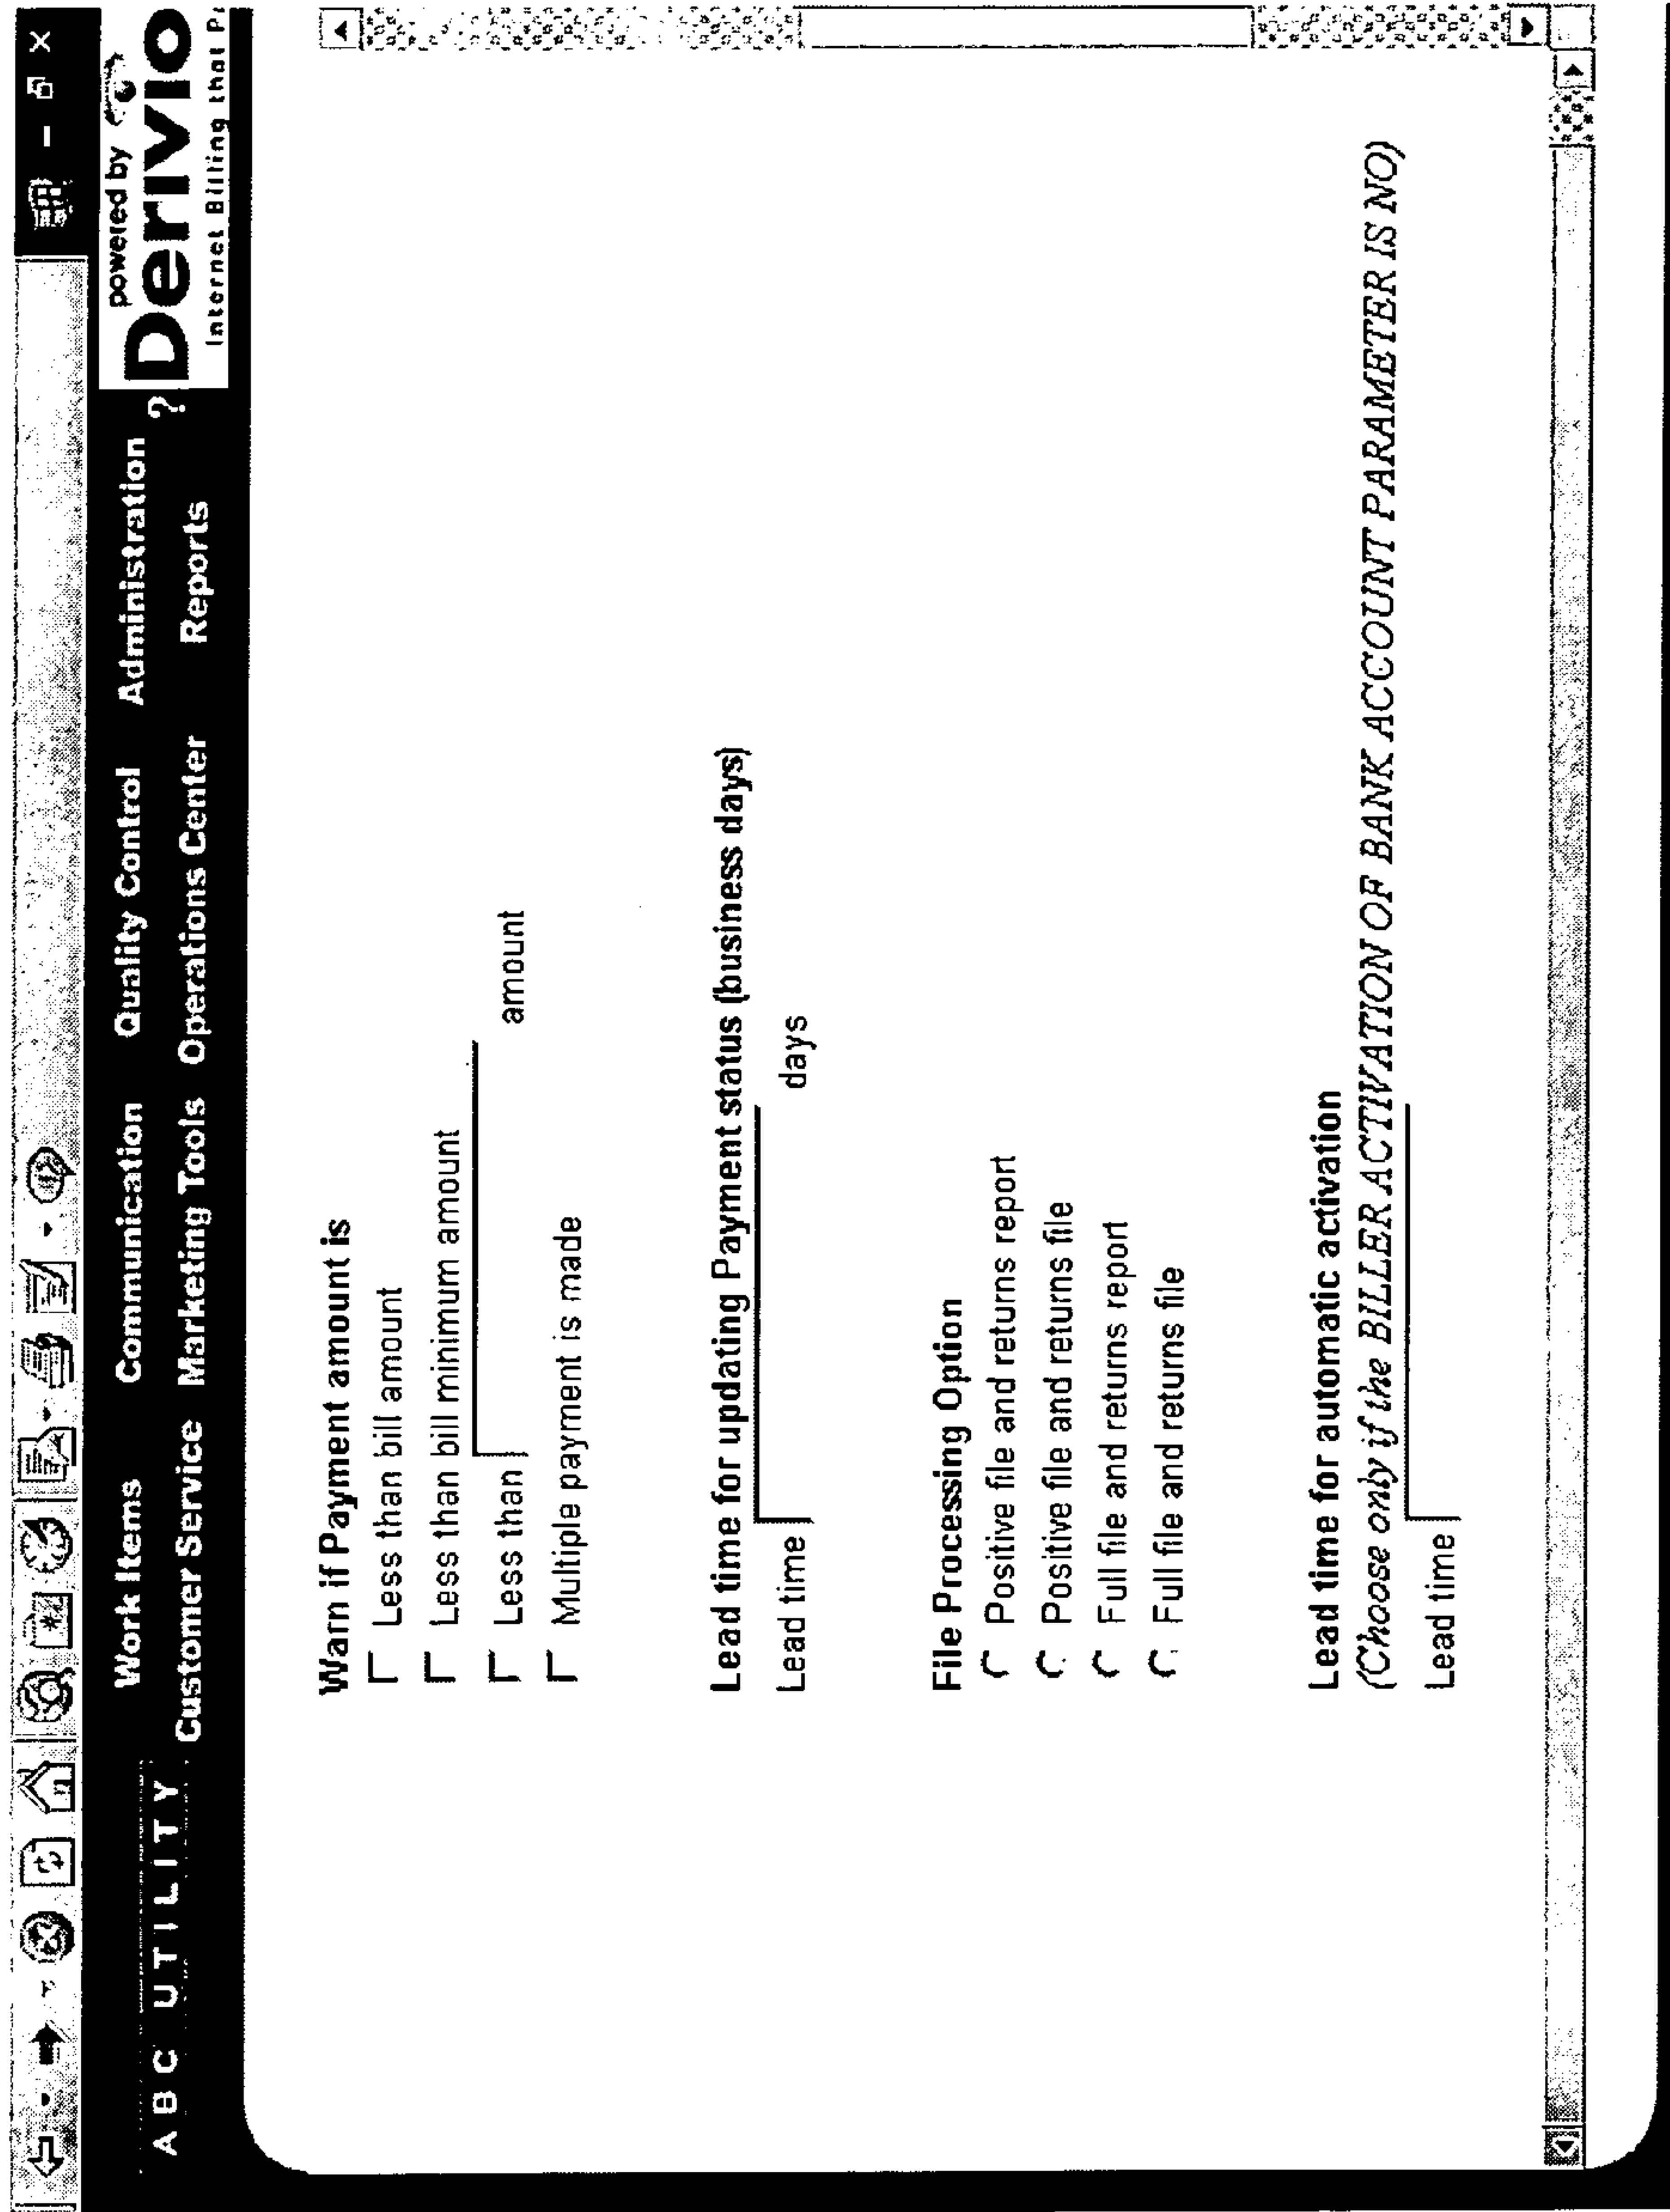 powered by
Derivio
Internet Billing that
Work Items Communication Quality Control Administration ?
A B C U T I L I T Y
Customer Service Marketing Tools Operations Center Reports
Warn if Payment amount is
Less than bill amount
Less than bill minimum amount
Less than amount
Multiple payment is made
Lead time for updating Payment status (business days)
Lead time days
File Processing Option
Positive file and returns report
Positive file and returns file
Full file and returns report
Full file and returns file
Lead time for automatic activation
(Choose only if the BILLER ACTIVATION OF BANK ACCOUNT PARAMETER IS NO)
Lead time